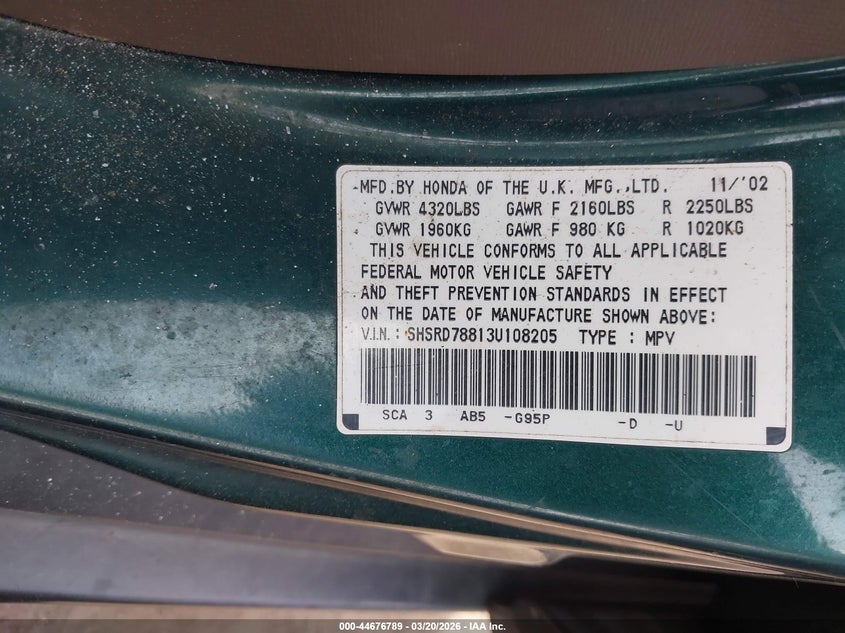 MFD.BY HONDA OF THE U.K. MFG.,LTD. 11/'02
GVWR 4320LBS GAWR F 2160LBS R 2250LBS
GVWR 1960KG GAWR F 980 KG R 1020KG
THIS VEHICLE CONFORMS TO ALL APPLICABLE
FEDERAL MOTOR VEHICLE SAFETY
AND THEFT PREVENTION STANDARDS IN EFFECT
ON THE DATE OF MANUFACTURE SHOWN ABOVE:
V.I.N. : SHSRD78813U108205 TYPE : MPV
SCA 3 AB5 -G95P -D -U
000-44676789 - 03/20/2026 - IAA Inc.